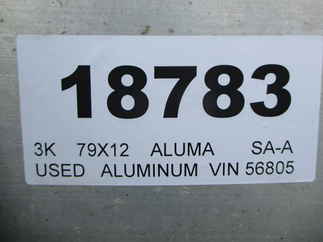 18783
3K 79X12 ALUMA SA-A
USED ALUMINUM VIN 56805